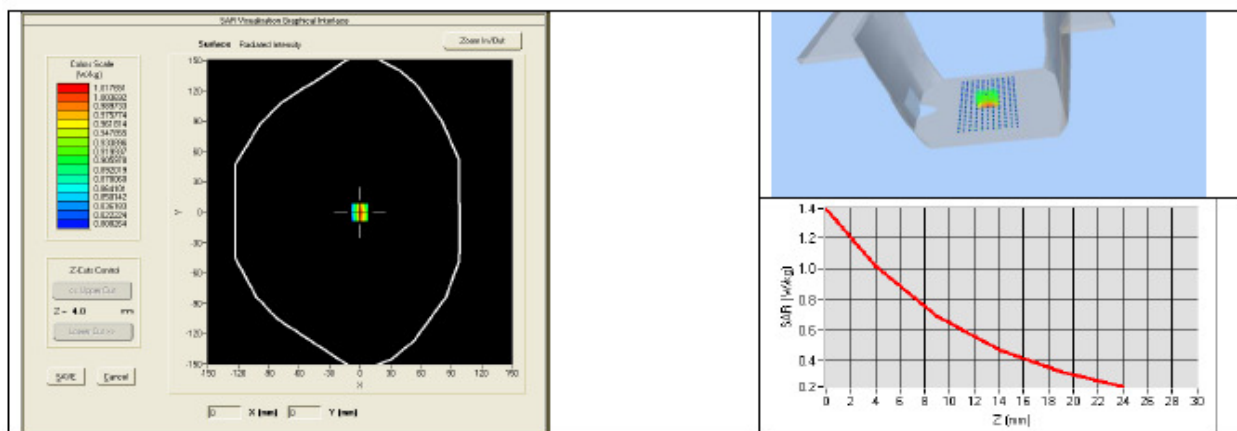 SAR Visualisation Graphical Interface
Surface Radiated Intensity
Zoom In/Out
Colour Scale
(W/kg)
1.017651
1.003692
0.989733
0.975774
0.961814
0.947855
0.933896
0.919937
0.905978
0.892019
0.878060
0.864101
0.850142
0.836183
0.822224
0.808264
150
120
90
60
30
0
-30
-60
-90
-120
-150
Y
-150 -120 -90 -60 -30 0 30 60 90 120 150
X
Z-Cuts Control
<< Upper Cut
Z = 4.0 mm
Lower Cut >>
SAVE Cancel
0 X (mm) 0 Y (mm)
1.4
1.2
1.0
0.8
0.6
0.4
0.2
SAR (W/kg)
0 2 4 6 8 10 12 14 16 18 20 22 24 26 28 30
Z (mm)